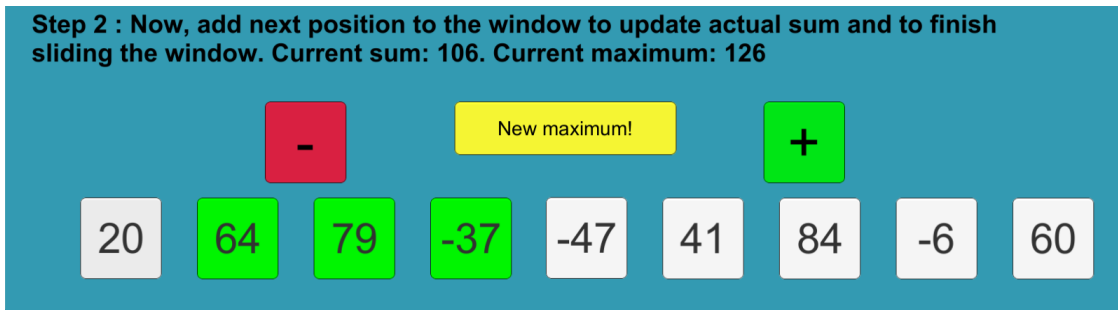 Step 2 : Now, add next position to the window to update actual sum and to finish
sliding the window. Current sum: 106. Current maximum: 126
- New maximum! +
20 64 79 -37 -47 41 84 -6 60